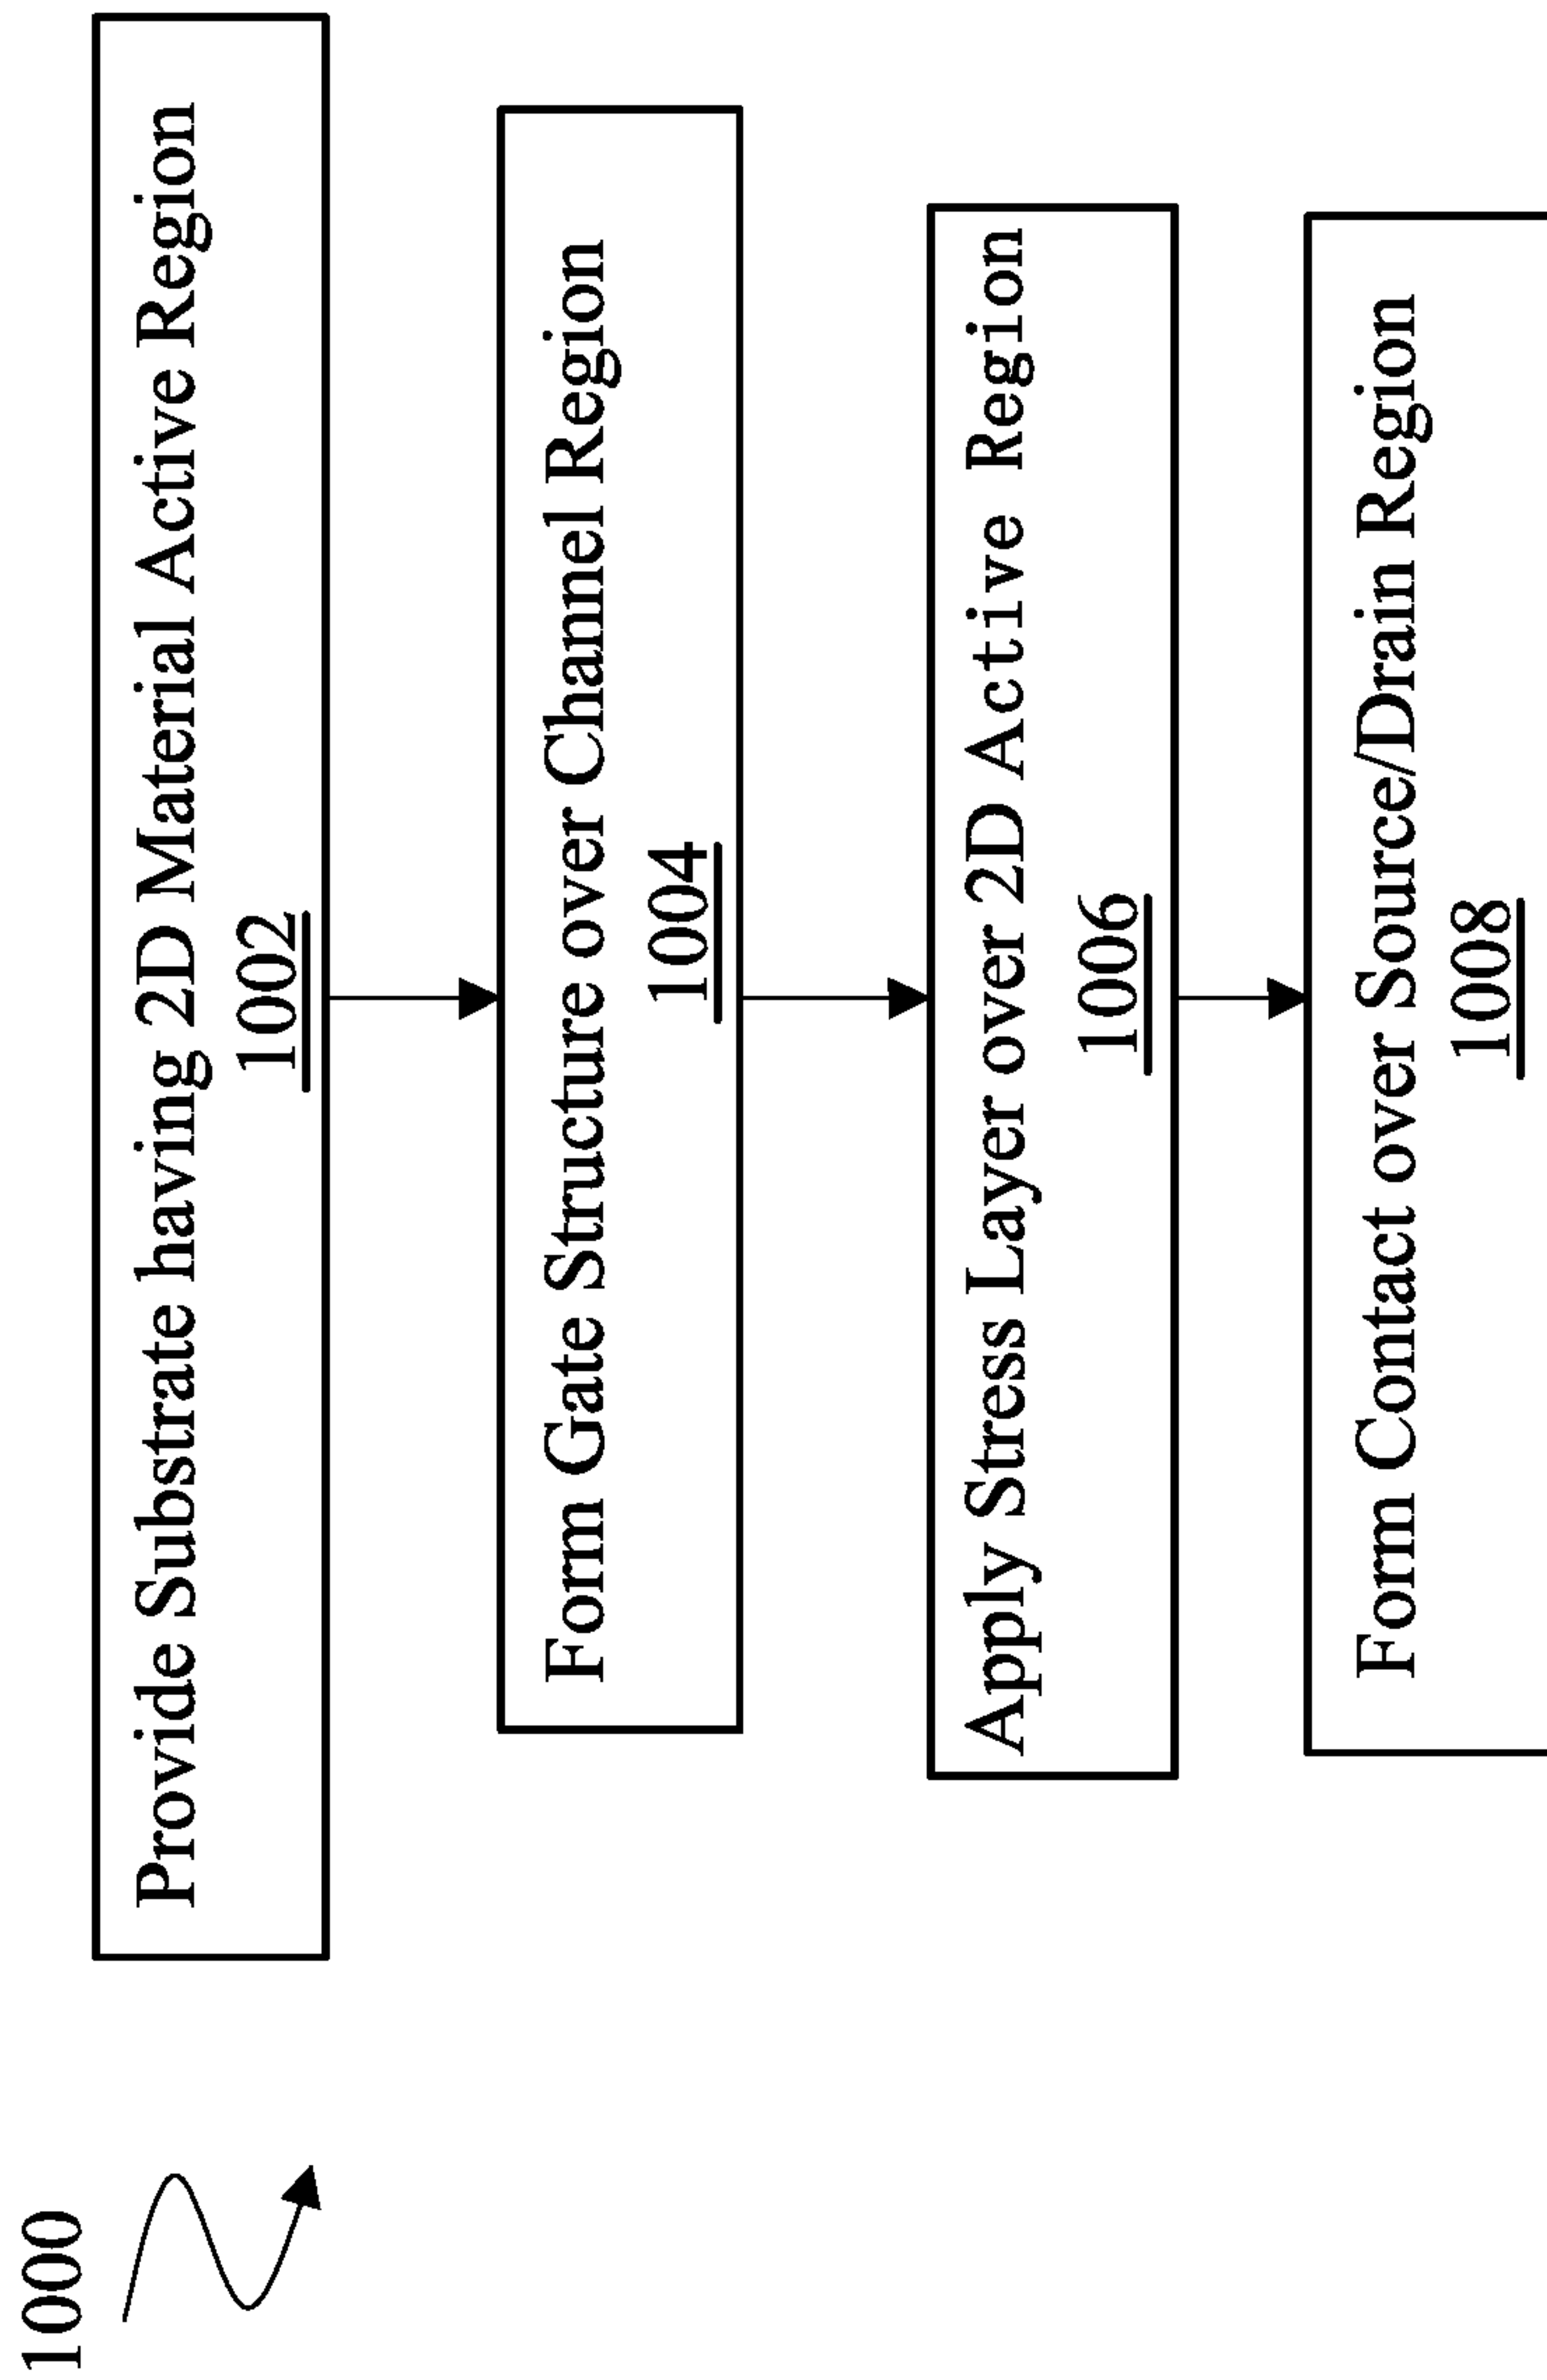 1000
Provide Substrate having 2D Material Active Region
1002
Form Gate Structure over Channel Region
1004
Apply Stress Layer over 2D Active Region
1006
Form Contact over Source/Drain Region
1008